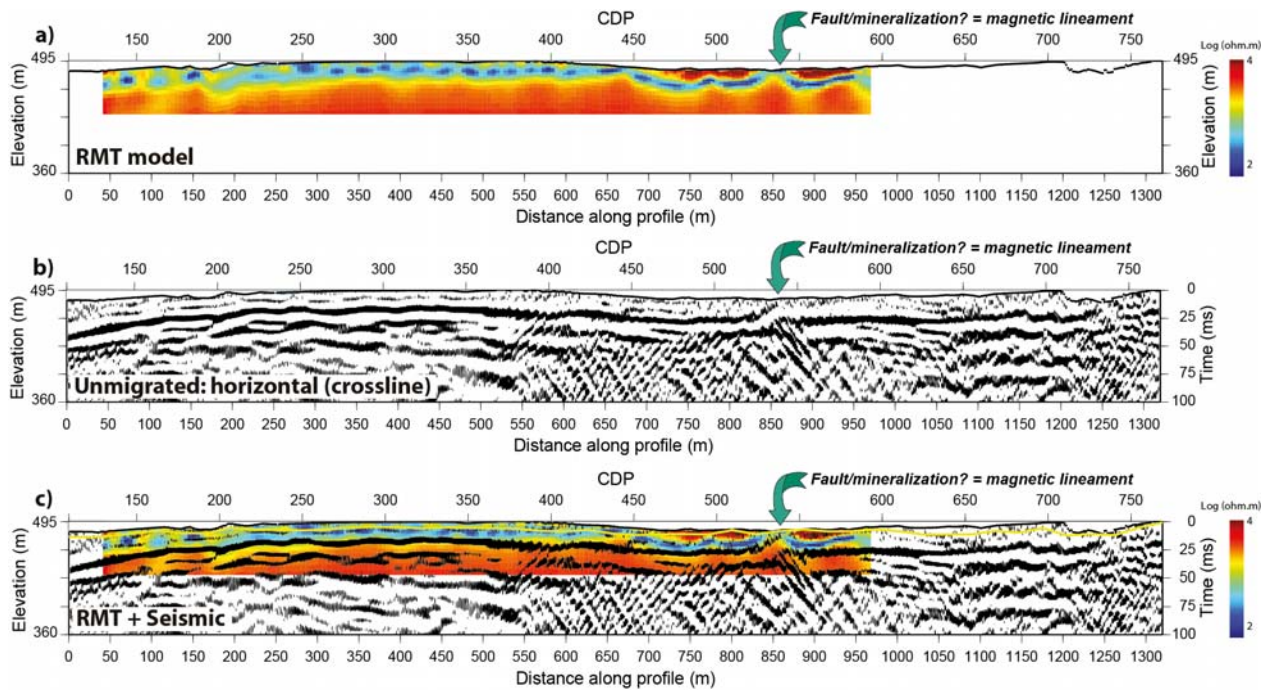 a)
CDP
Fault/mineralization? = magnetic lineament
150 200 250 300 350 400 450 500 550 590 650 700 750
Log (ohm.m)
495 495
4
Elevation (m) Elevation (m)
RMT model
2
360 360
0 50 100 150 200 250 300 350 400 450 500 550 600 650 700 750 800 850 900 950 1000 1050 1100 1150 1200 1250 1300
Distance along profile (m)
b)
CDP
Fault/mineralization? = magnetic lineament
150 200 250 300 350 400 450 500 550 600 650 700 750
495 0
25
Elevation (m) Time (ms)
50
75
Unmigrated: horizontal (crossline)
360 100
0 50 100 150 200 250 300 350 400 450 500 550 600 650 700 750 800 850 900 950 1000 1050 1100 1150 1200 1250 1300
Distance along profile (m)
c)
CDP
Fault/mineralization? = magnetic lineament
150 200 250 300 350 400 450 500 550 590 650 700 750
Log (ohm.m)
495 0
4
25
Elevation (m) Time (ms)
50
75
RMT + Seismic
2
360 100
0 50 100 150 200 250 300 350 400 450 500 550 600 650 700 750 800 850 900 950 1000 1050 1100 1150 1200 1250 1300
Distance along profile (m)